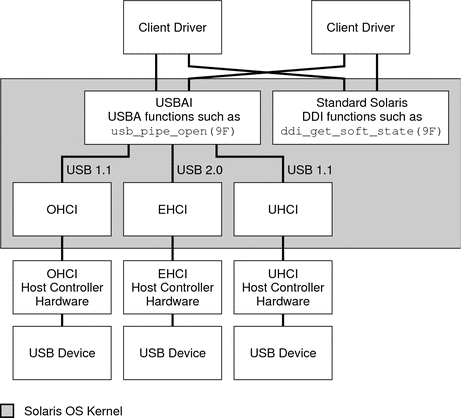 Client Driver
Client Driver
USBAI
USBA functions such as
usb_pipe_open(9F)
Standard Solaris
DDI functions such as
ddi_get_soft_state(9F)
USB 1.1
USB 2.0
USB 1.1
OHCI
EHCI
UHCI
OHCI
Host Controller
Hardware
EHCI
Host Controller
Hardware
UHCI
Host Controller
Hardware
USB Device
USB Device
USB Device
Solaris OS Kernel